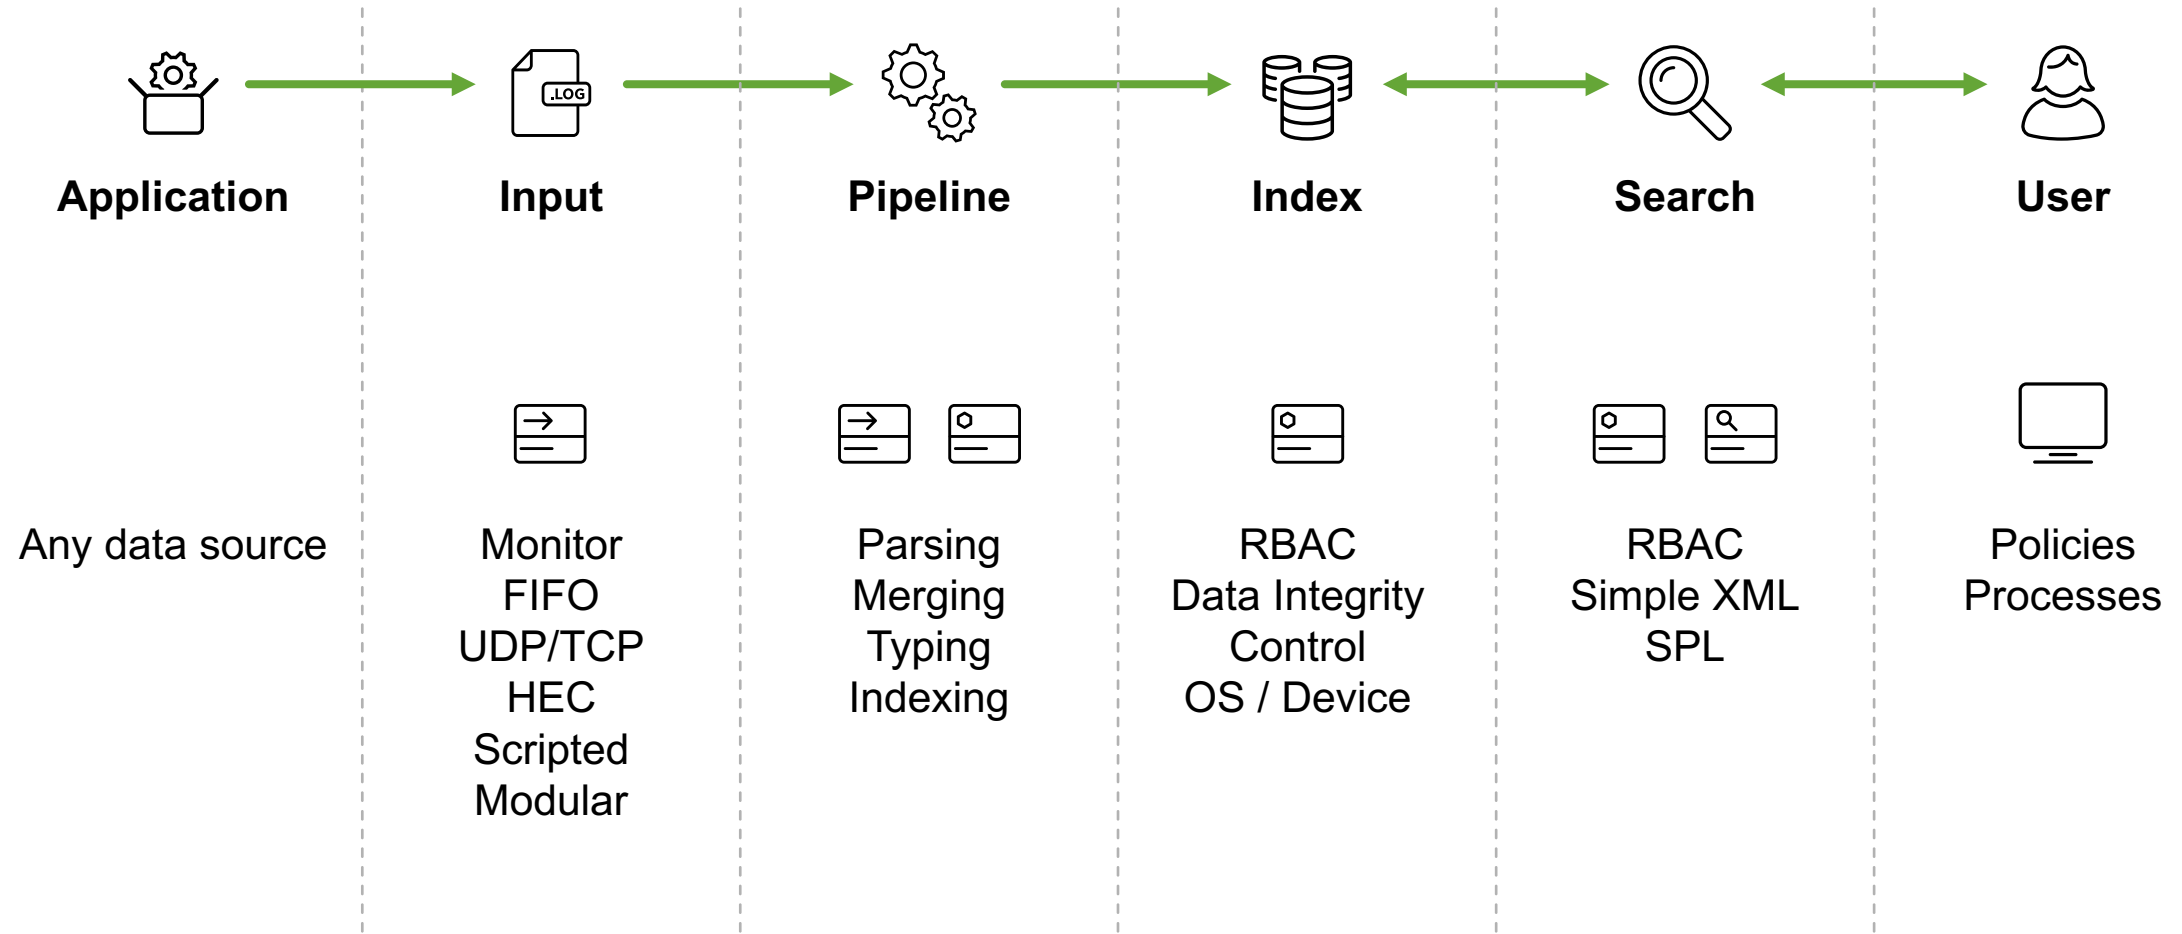 .LOG
Application
Input
Pipeline
Index
Search
User
Any data source
Monitor
FIFO
UDP/TCP
HEC
Scripted
Modular
Parsing
Merging
Typing
Indexing
RBAC
Data Integrity
Control
OS / Device
RBAC
Simple XML
SPL
Policies
Processes